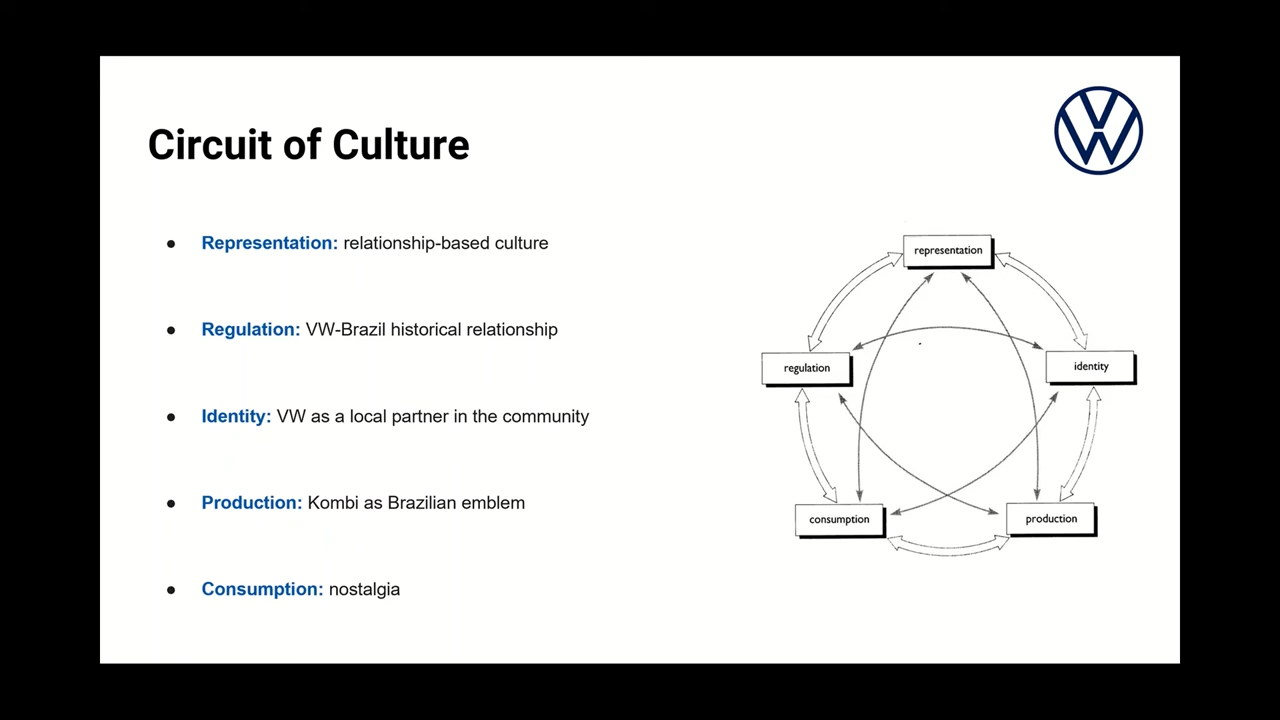 Circuit of Culture
● Representation: relationship-based culture
● Regulation: VW-Brazil historical relationship
● Identity: VW as a local partner in the community
● Production: Kombi as Brazilian emblem
● Consumption: nostalgia
VW
representation
regulation
identity
consumption
production